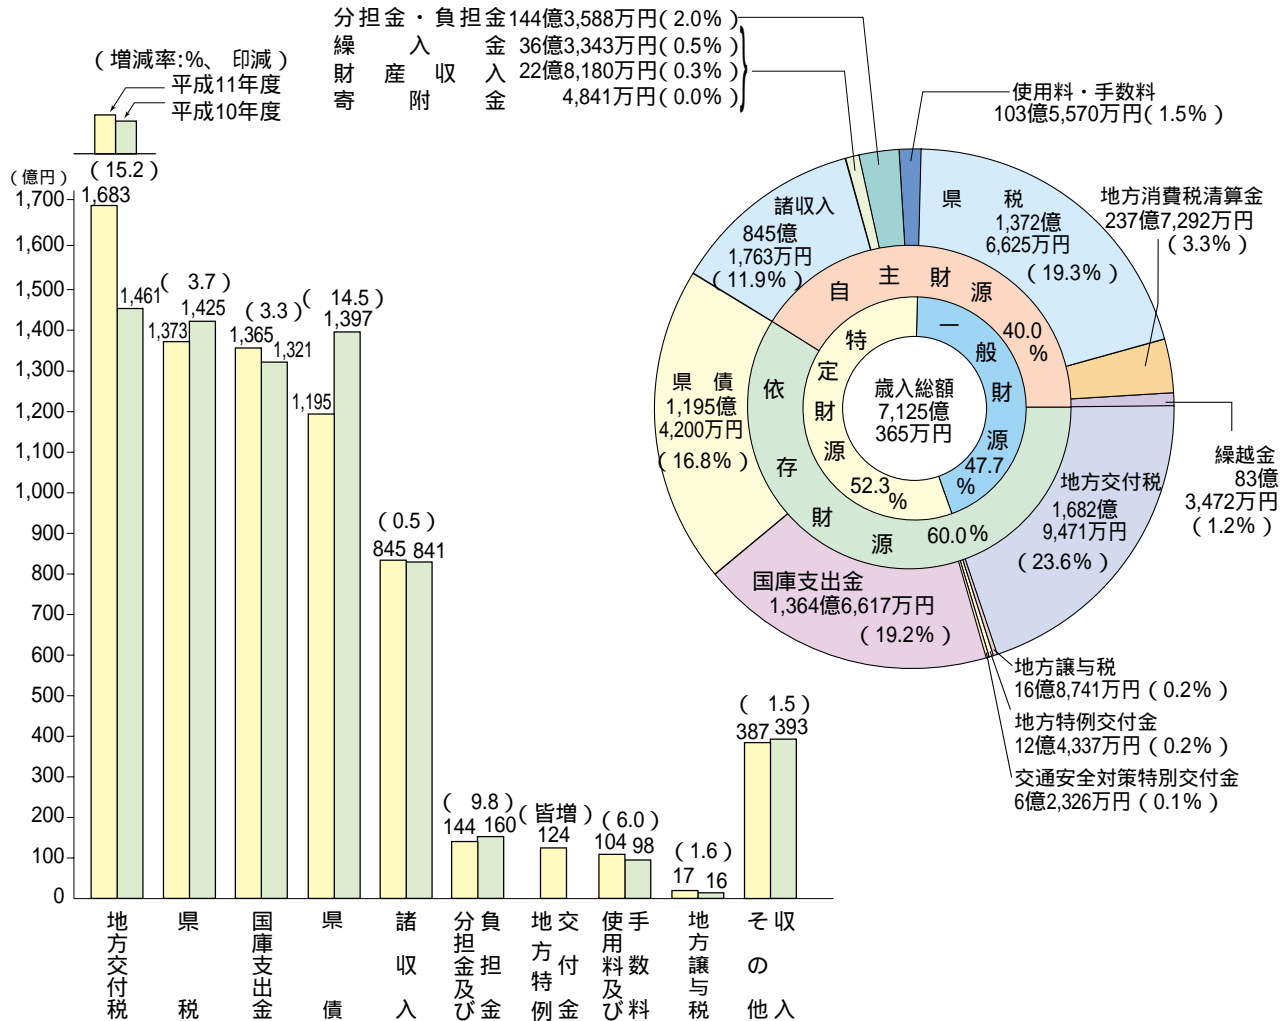 分担金・負担金144億3,588万円(2.0%)
繰入金 36億3,343万円(0.5%)
財産収入 22億8,180万円(0.3%)
寄附金 4,841万円(0.0%)
(増減率:%、 印減)
平成11年度
平成10年度
使用料・手数料
103億5,570万円(1.5%)
県税
1,372億
6,625万円
(19.3%)
地方消費税清算金
237億7,292万円
(3.3%)
繰越金
83億
3,472万円
(1.2%)
地方交付税
1,682億
9,471万円
(23.6%)
地方譲与税
16億8,741万円(0.2%)
地方特例交付金
12億4,337万円(0.2%)
交通安全対策特別交付金
6億2,326万円(0.1%)
国庫支出金
1,364億6,617万円
(19.2%)
県債
1,195億
4,200万円
(16.8%)
諸収入
845億
1,763万円
(11.9%)
自主財源
40.0
%
依存財源 60.0%
一般財源
47.7
%
特定財源
52.3%
歳入総額
7,125億
365万円
(億円)
1,700
1,600
1,500
1,400
1,300
1,200
1,100
1,000
900
800
700
600
500
400
300
200
100
0
(15.2)
1,683
1,461
( 3.7)
1,373
1,425
(3.3)
1,365
1,321
( 14.5)
1,195
1,397
(0.5)
845 841
( 9.8)
144 160
(皆増)
124
(6.0)
104 98
(1.6)
17 16
( 1.5)
387 393
地方交付税
県税
国庫支出金
県債
諸収入
分担金及び
負担金
地方特例
交付金
使用料及び
手数料
地方譲与税
その他
収入